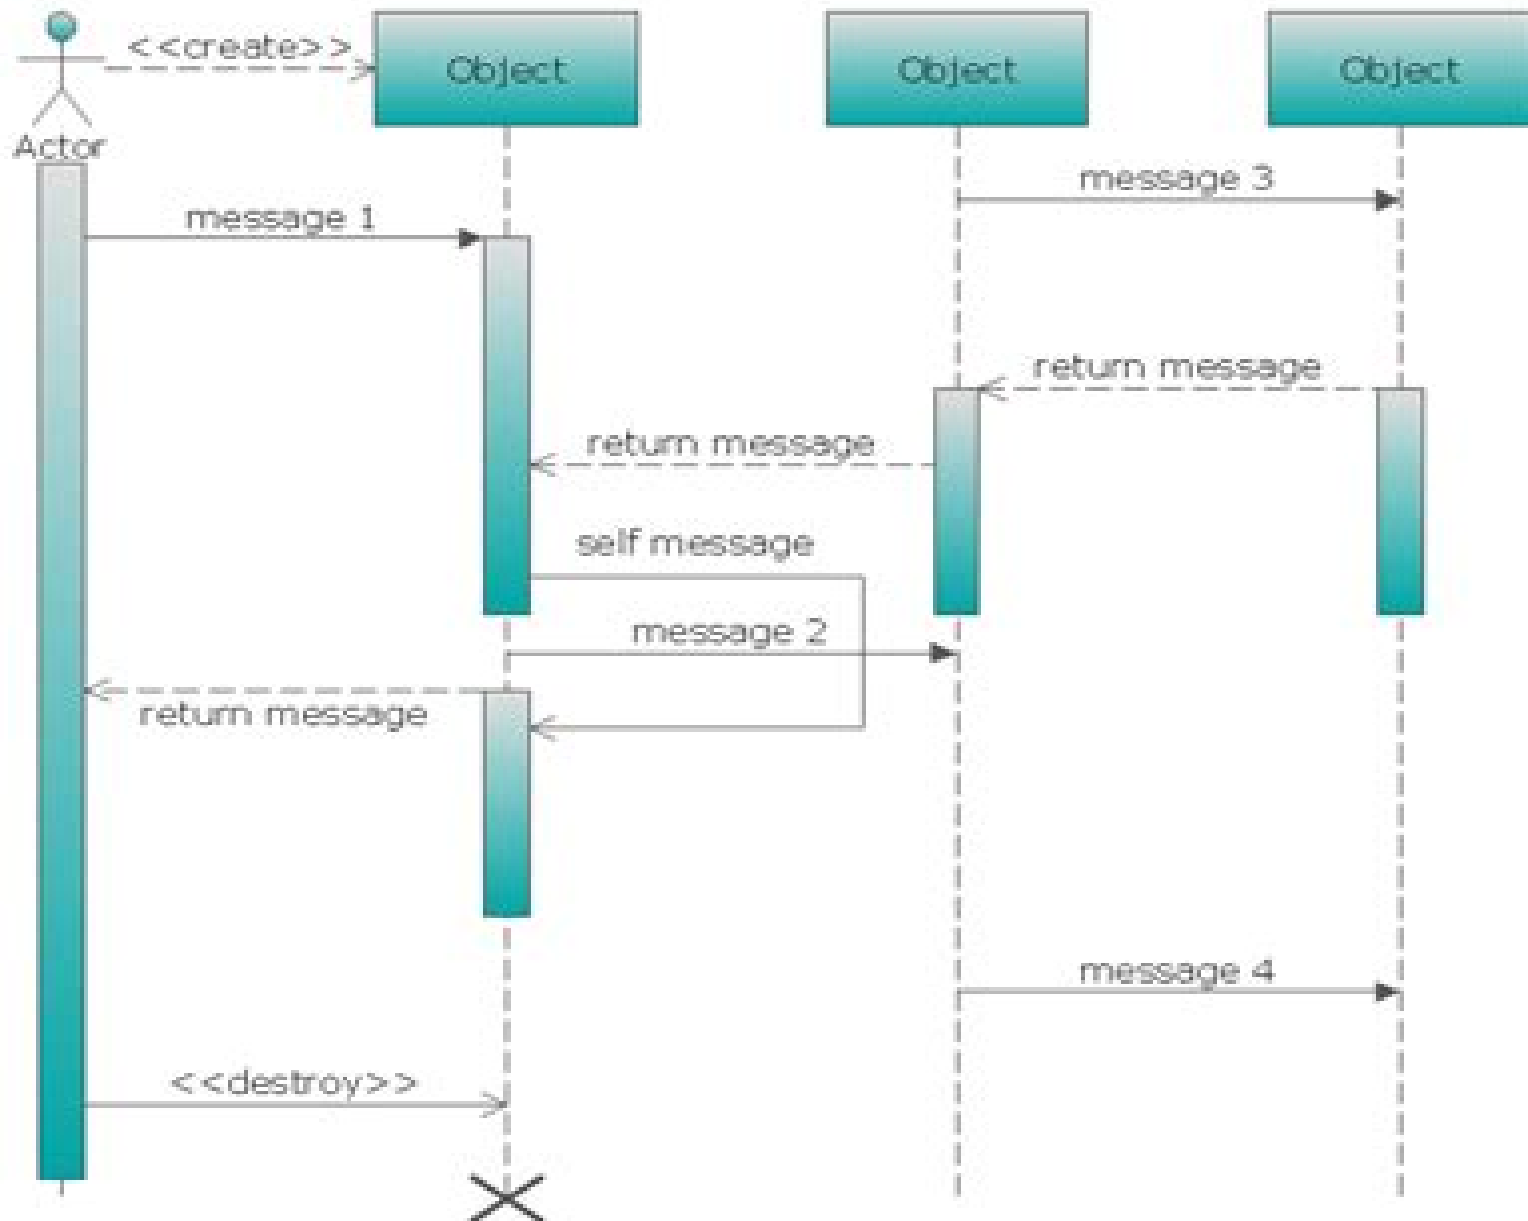 <<create>>
Object
Object
Object
Actor
message 3
message 1
return message
return message
self message
message 2
return message
message 4
<<destroy>>